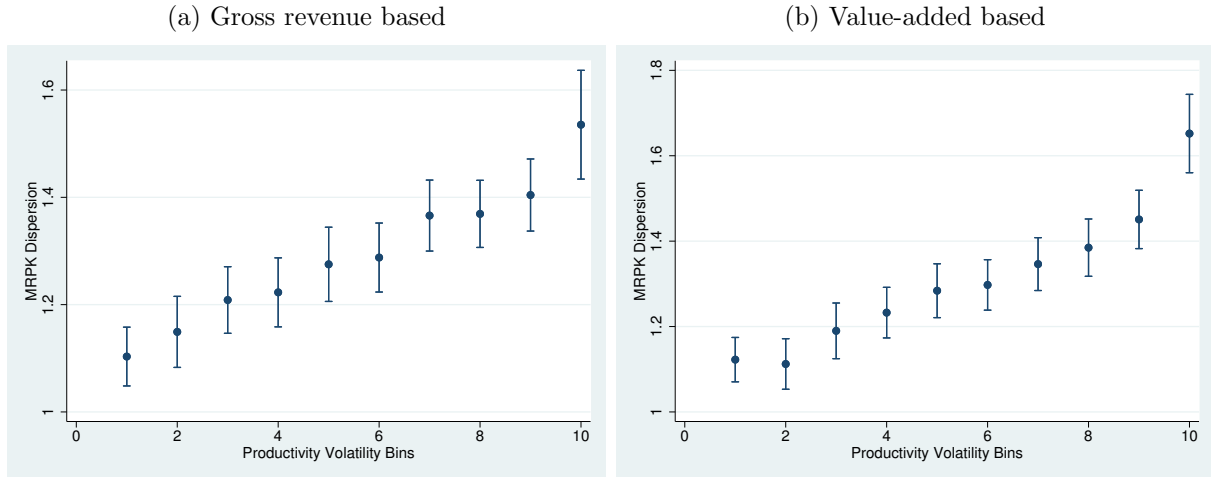 (a) Gross revenue based
MRPK Dispersion
1.6
1.4
1.2
1
0 2 4 6 8 10
Productivity Volatility Bins
(b) Value-added based
MRPK Dispersion
1.8
1.6
1.4
1.2
1
0 2 4 6 8 10
Productivity Volatility Bins